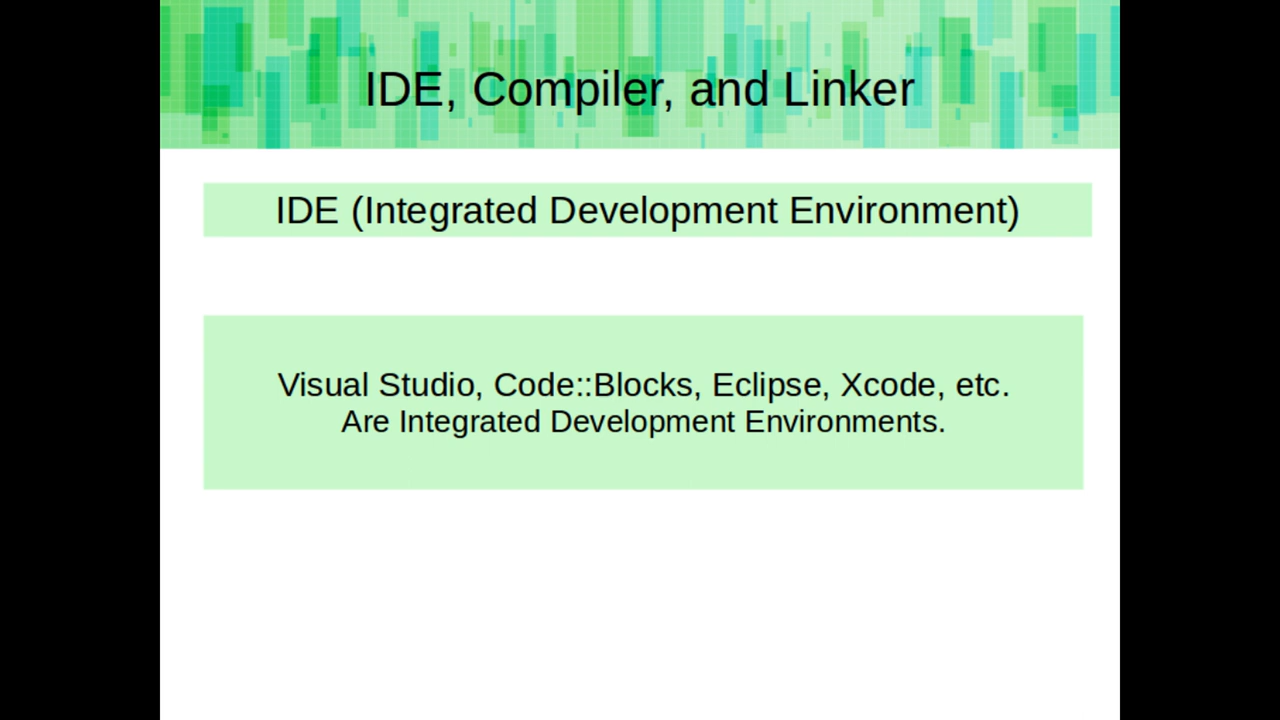 IDE, Compiler, and Linker
IDE (Integrated Development Environment)
Visual Studio, Code::Blocks, Eclipse, Xcode, etc.
Are Integrated Development Environments.